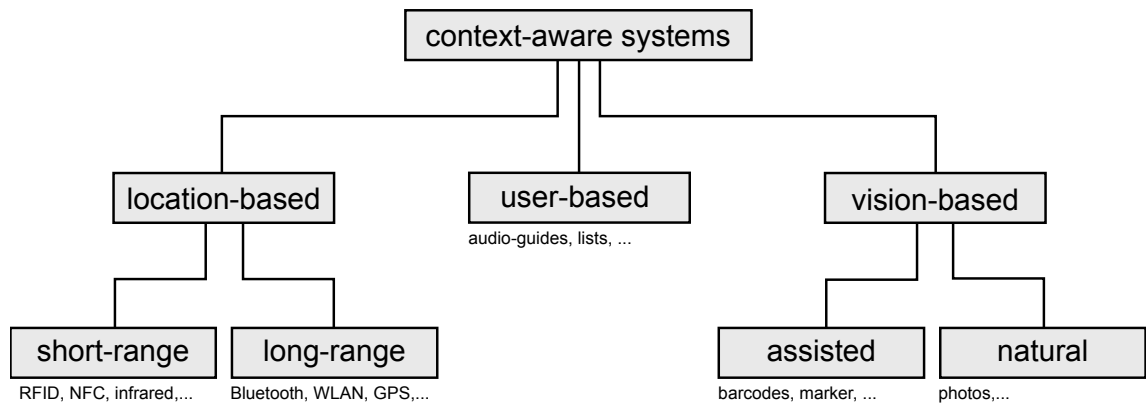 context-aware systems
location-based
user-based
vision-based
audio-guides, lists, ...
short-range
long-range
assisted
natural
RFID, NFC, infrared,...
Bluetooth, WLAN, GPS,...
barcodes, marker, ...
photos,...